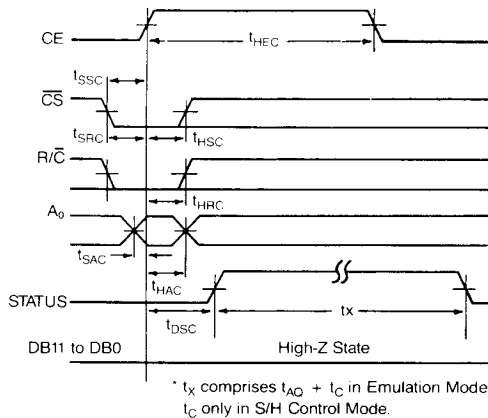 CE
tHEC
tSSC
C̅S̅
tSRC
tHSC
R/C̅
tHRC
A0
tSAC
tHAC
STATUS
tDSC
tx
DB11 to DB0
High-Z State
* tX comprises tAQ + tC in Emulation Mode
tC only in S/H Control Mode.